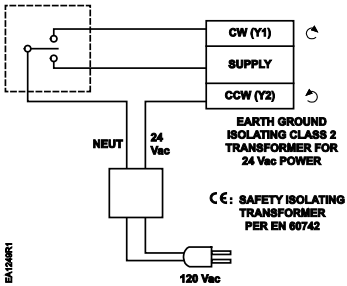 CW (Y1)
SUPPLY
CCW (Y2)
EARTH GROUND
ISOLATING CLASS 2
TRANSFORMER FOR
24 Vac POWER
NEUT
24
Vac
CE: SAFETY ISOLATING
TRANSFORMER
PER EN 60742
120 Vac
EA1249R1